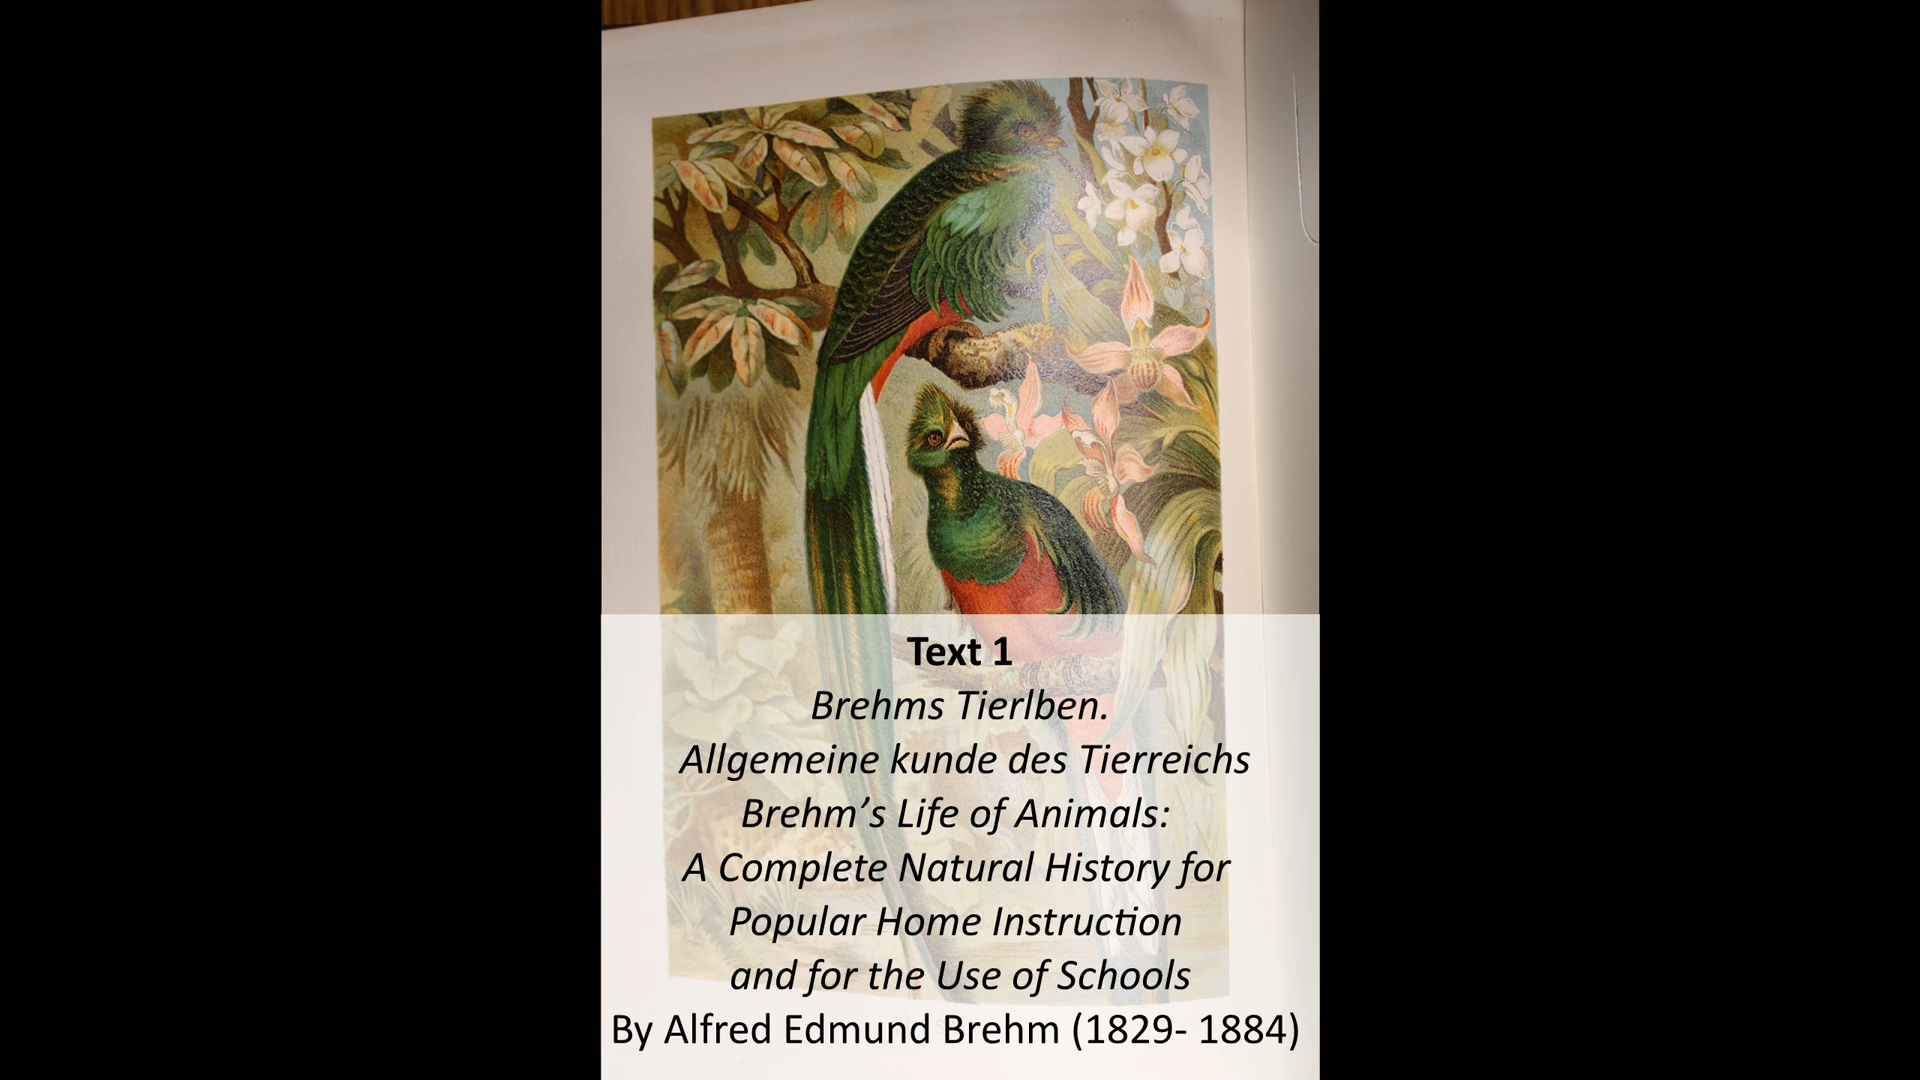 Text 1
Brehms Tierlben.
Allgemeine kunde des Tierreichs
Brehm’s Life of Animals:
A Complete Natural History for
Popular Home Instruction
and for the Use of Schools
By Alfred Edmund Brehm (1829- 1884)